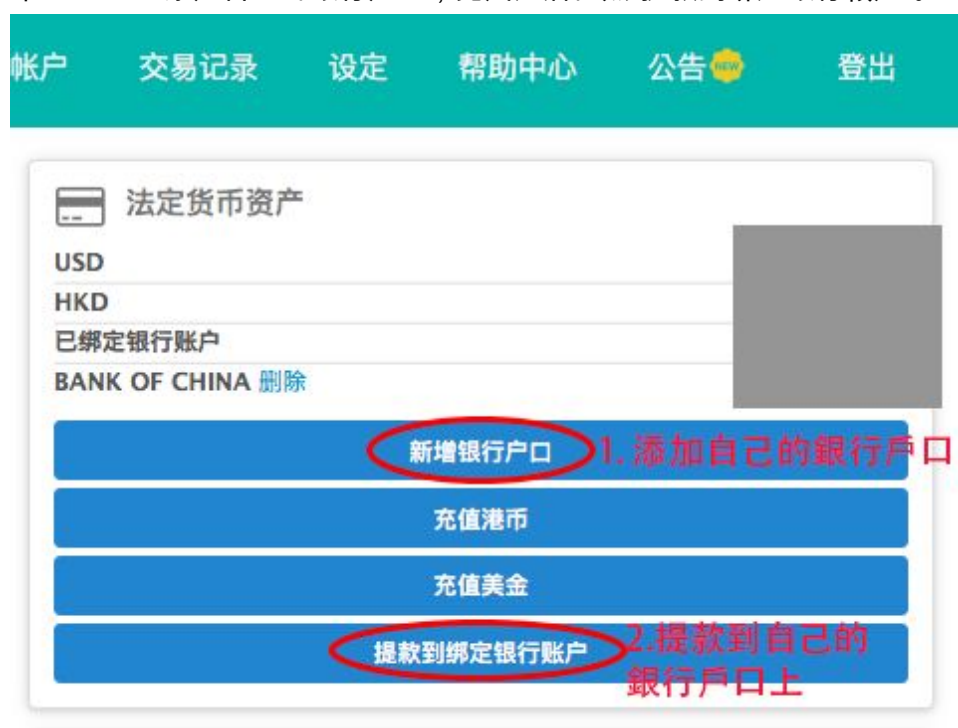 帐户 交易记录 设定 帮助中心 公告 NEW 登出
法定货币资产
USD
HKD
已绑定银行账户
BANK OF CHINA 删除
新增银行户口 1.添加自己的銀行戶口
充值港币
充值美金
提款到绑定银行账户 2.提款到自己的
銀行戶口上